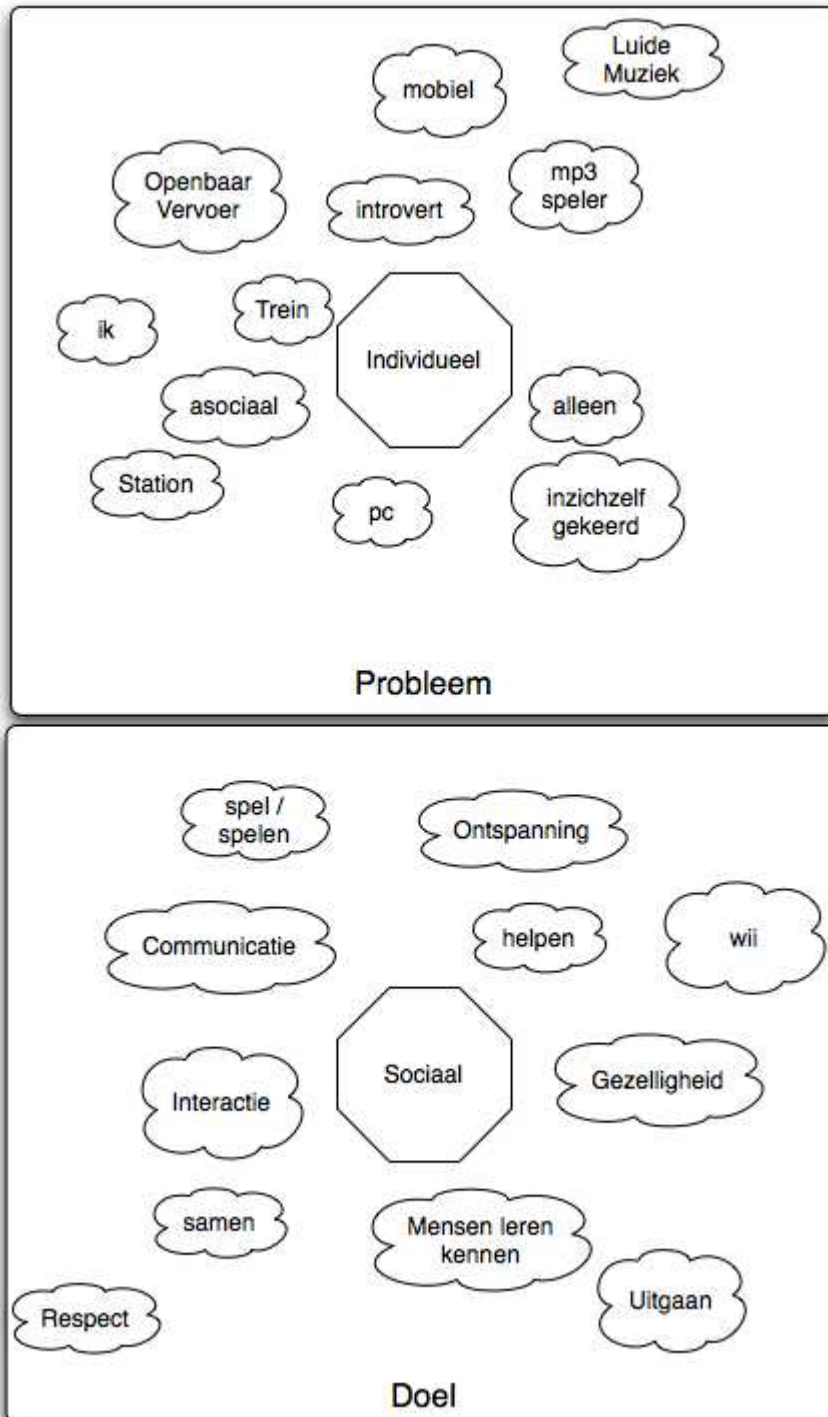 Luide
Muziek
mobiel
mp3
speler
Openbaar
Vervoer
introvert
Trein
ik
Individueel
asociaal
alleen
Station
pc
inzichzelf
gekeerd
Probleem
spel /
spelen
Ontspanning
Communicatie
helpen
wii
Sociaal
Gezelligheid
Interactie
samen
Mensen leren
kennen
Uitgaan
Respect
Doel